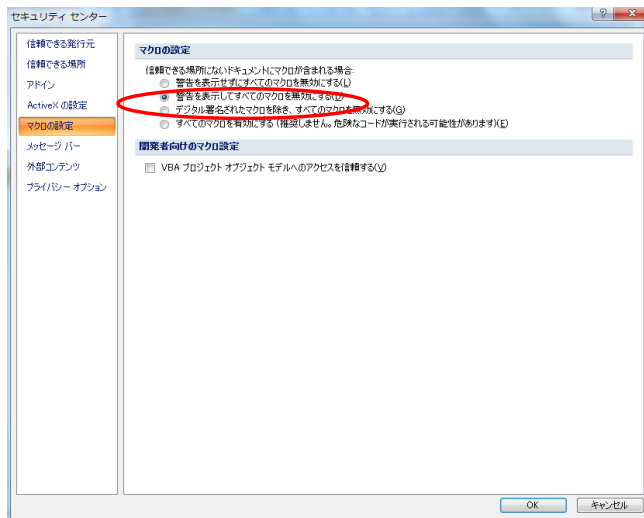 セキュリティ センター
信頼できる発行元
信頼できる場所
アドイン
ActiveX の設定
マクロの設定
メッセージ バー
外部コンテンツ
プライバシー オプション
マクロの設定
信頼できる場所にないドキュメントにマクロが含まれる場合:
警告を表示せずにすべてのマクロを無効にする(L)
警告を表示してすべてのマクロを無効にする(D)
デジタル署名されたマクロを除き、すべてのマクロを無効にする(G)
すべてのマクロを有効にする (推奨しません。危険なコードが実行される可能性があります)(E)
開発者向けのマクロ設定
VBA プロジェクト オブジェクト モデルへのアクセスを信頼する(V)
OK
キャンセル